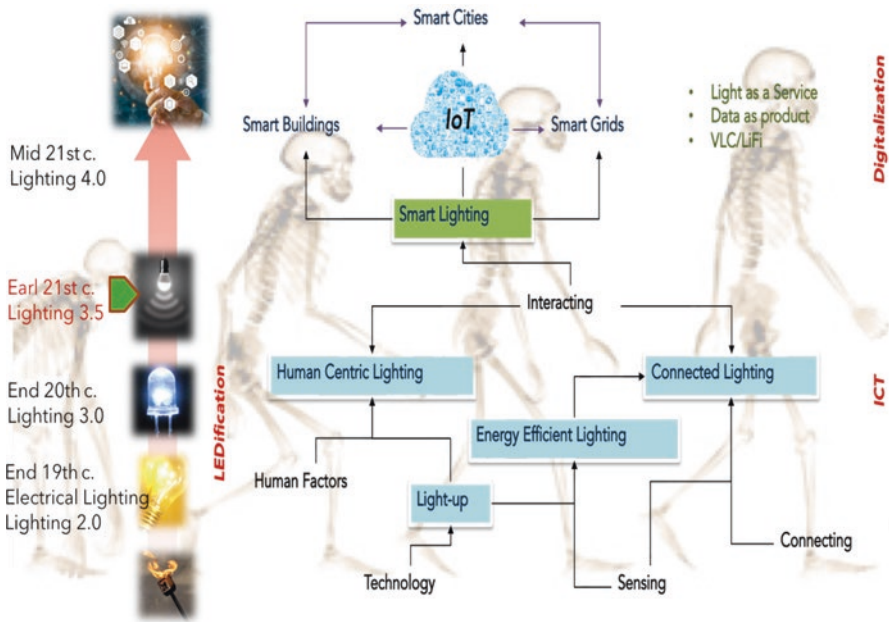 Smart Cities
IoT
Smart Buildings
Smart Grids
• Light as a Service
• Data as product
• VLC/LiFi
Digitalization
Mid 21st c.
Lighting 4.0
Smart Lighting
Earl 21st c.
Lighting 3.5
Interacting
Human Centric Lighting
Connected Lighting
ICT
End 20th c.
Lighting 3.0
LEDification
Energy Efficient Lighting
End 19th c.
Electrical Lighting
Lighting 2.0
Human Factors
Light-up
Connecting
Technology
Sensing